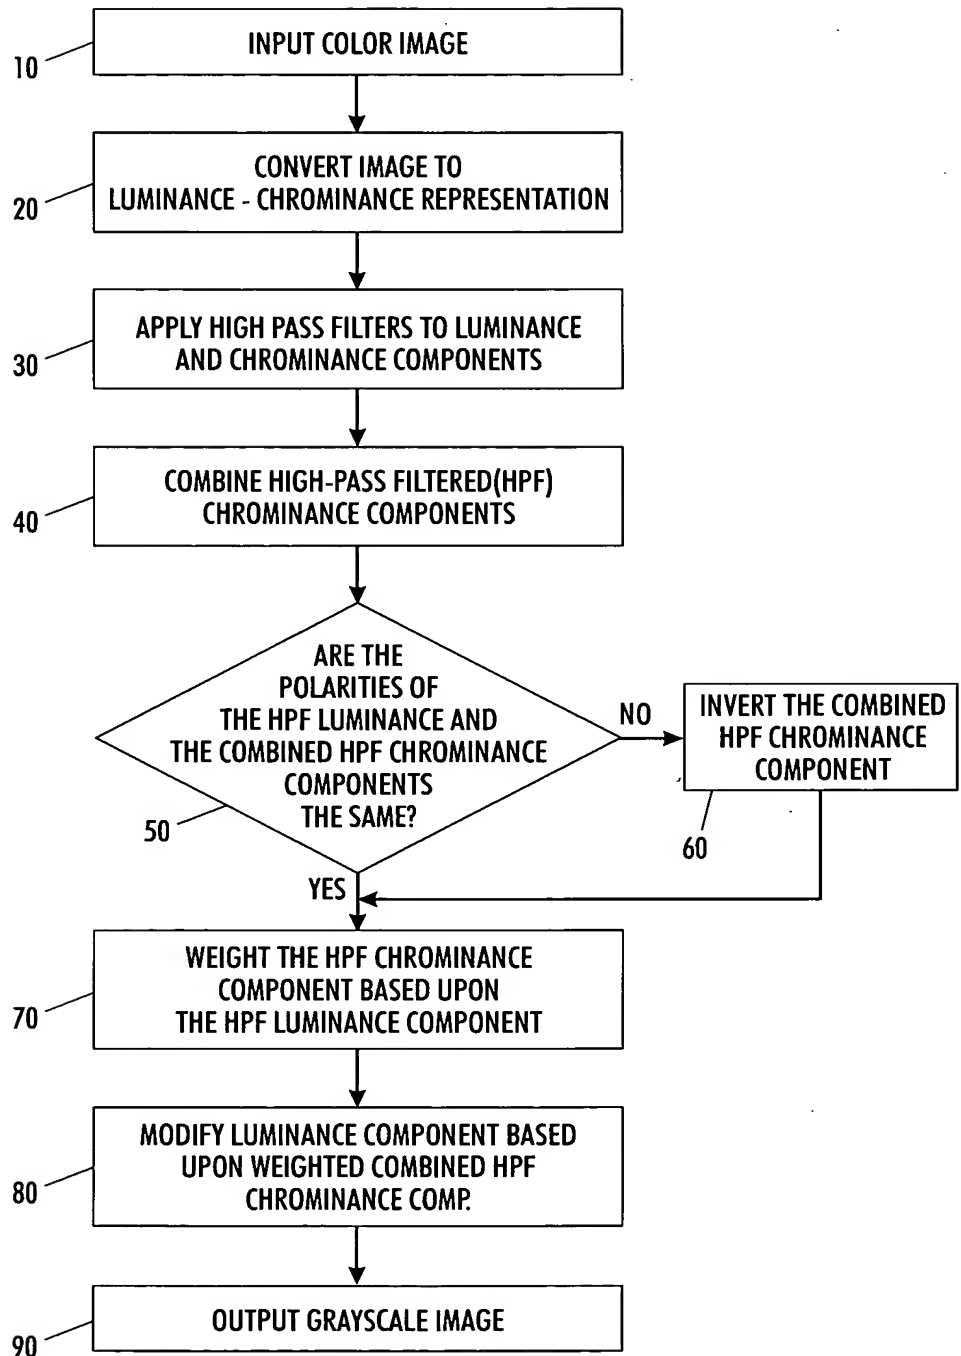 INPUT COLOR IMAGE
10
CONVERT IMAGE TO
LUMINANCE - CHROMINANCE REPRESENTATION
20
APPLY HIGH PASS FILTERS TO LUMINANCE
AND CHROMINANCE COMPONENTS
30
COMBINE HIGH-PASS FILTERED(HPF)
CHROMINANCE COMPONENTS
40
ARE THE
POLARITIES OF
THE HPF LUMINANCE AND
THE COMBINED HPF CHROMINANCE
COMPONENTS
THE SAME?
50
NO
INVERT THE COMBINED
HPF CHROMINANCE
COMPONENT
60
YES
WEIGHT THE HPF CHROMINANCE
COMPONENT BASED UPON
THE HPF LUMINANCE COMPONENT
70
MODIFY LUMINANCE COMPONENT BASED
UPON WEIGHTED COMBINED HPF
CHROMINANCE COMP.
80
OUTPUT GRAYSCALE IMAGE
90